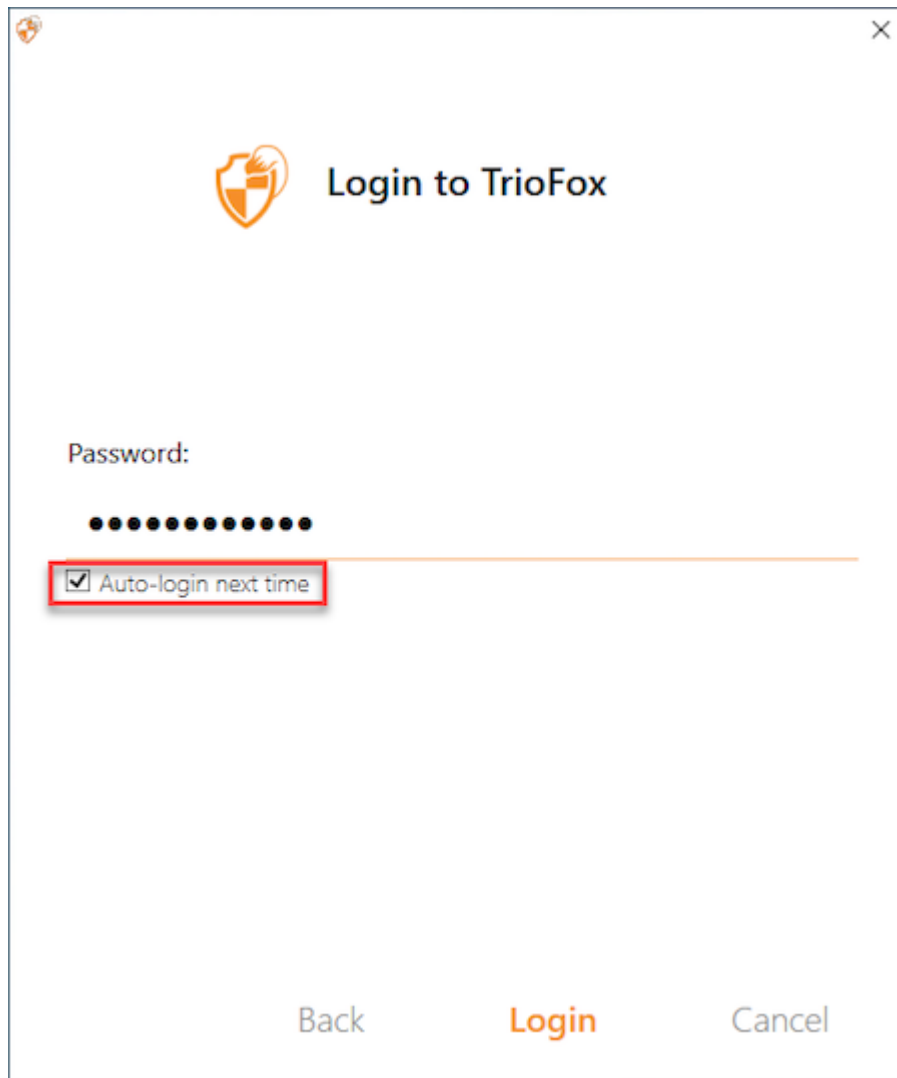 Login to TrioFox
Password:
●●●●●●●●●●●●
Auto-login next time
Back Login Cancel